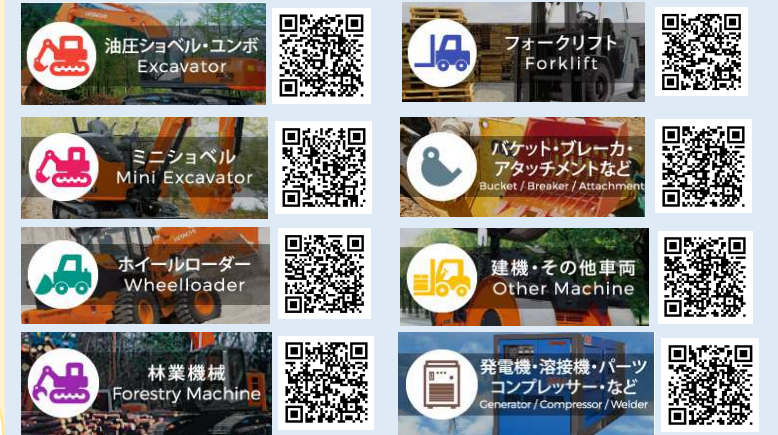 油圧ショベル・ユンボ
Excavator
フォークリフト
Forklift
ミニショベル
Mini Excavator
バケット・ブレーカ・
アタッチメントなど
Bucket / Breaker / Attachment
ホイールローダー
Wheelloader
HITACHI
建機・その他車両
Other Machine
林業機械
Forestry Machine
発電機・溶接機・パーツ
コンプレッサー・など
Generator / Compressor / Welder